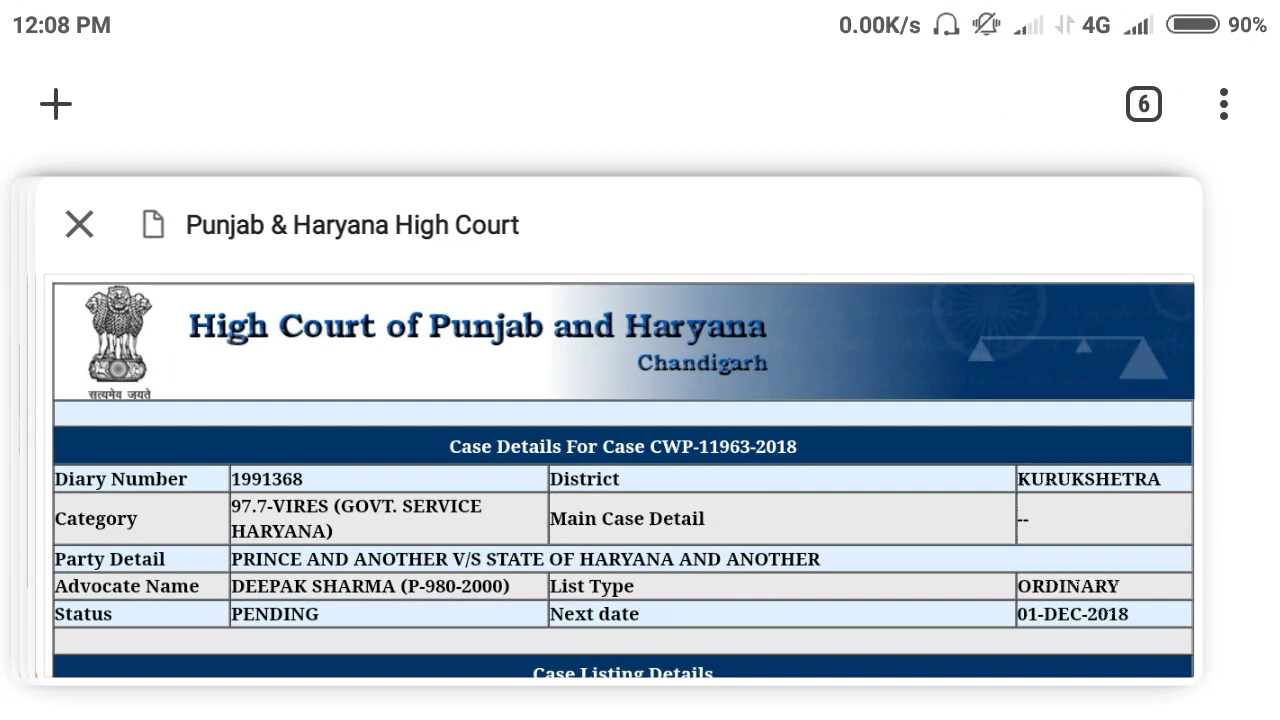 12:08 PM 0.00K/s 4G 90%
6
Punjab & Haryana High Court
High Court of Punjab and Haryana
Chandigarh
सत्यमेव जयते
Case Details For Case CWP-11963-2018
Diary Number 1991368 District KURUKSHETRA
Category 97.7-VIRES (GOVT. SERVICE HARYANA) Main Case Detail --
Party Detail PRINCE AND ANOTHER V/S STATE OF HARYANA AND ANOTHER
Advocate Name DEEPAK SHARMA (P-980-2000) List Type ORDINARY
Status PENDING Next date 01-DEC-2018
Case Listing Details